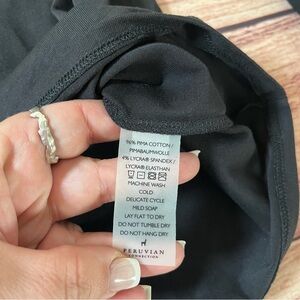 96% PIMA COTTON /
PIMABAUMWOLLE
4% LYCRA® SPANDEX /
LYCRA® ELASTHAN
MACHINE WASH
COLD
DELICATE CYCLE
MILD SOAP
LAY FLAT TO DRY
DO NOT TUMBLE DRY
DO NOT HANG DRY
PERUVIAN
CONNECTION